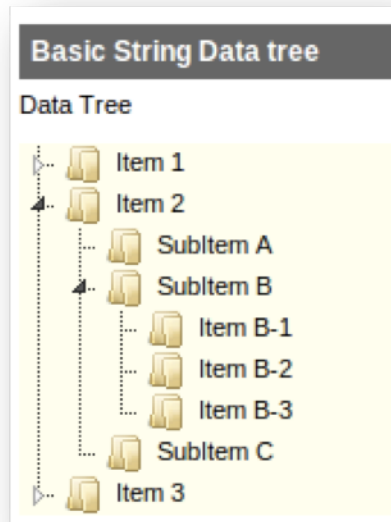 Basic String Data tree
Data Tree
Item 1
Item 2
SubItem A
SubItem B
Item B-1
Item B-2
Item B-3
SubItem C
Item 3